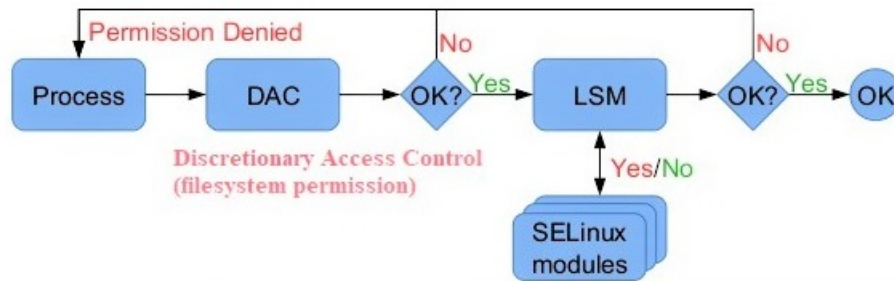 Permission Denied
No
No
Process
DAC
OK?
Yes
LSM
OK?
Yes
OK
Discretionary Access Control
(filesystem permission)
Yes/No
SELinux
modules